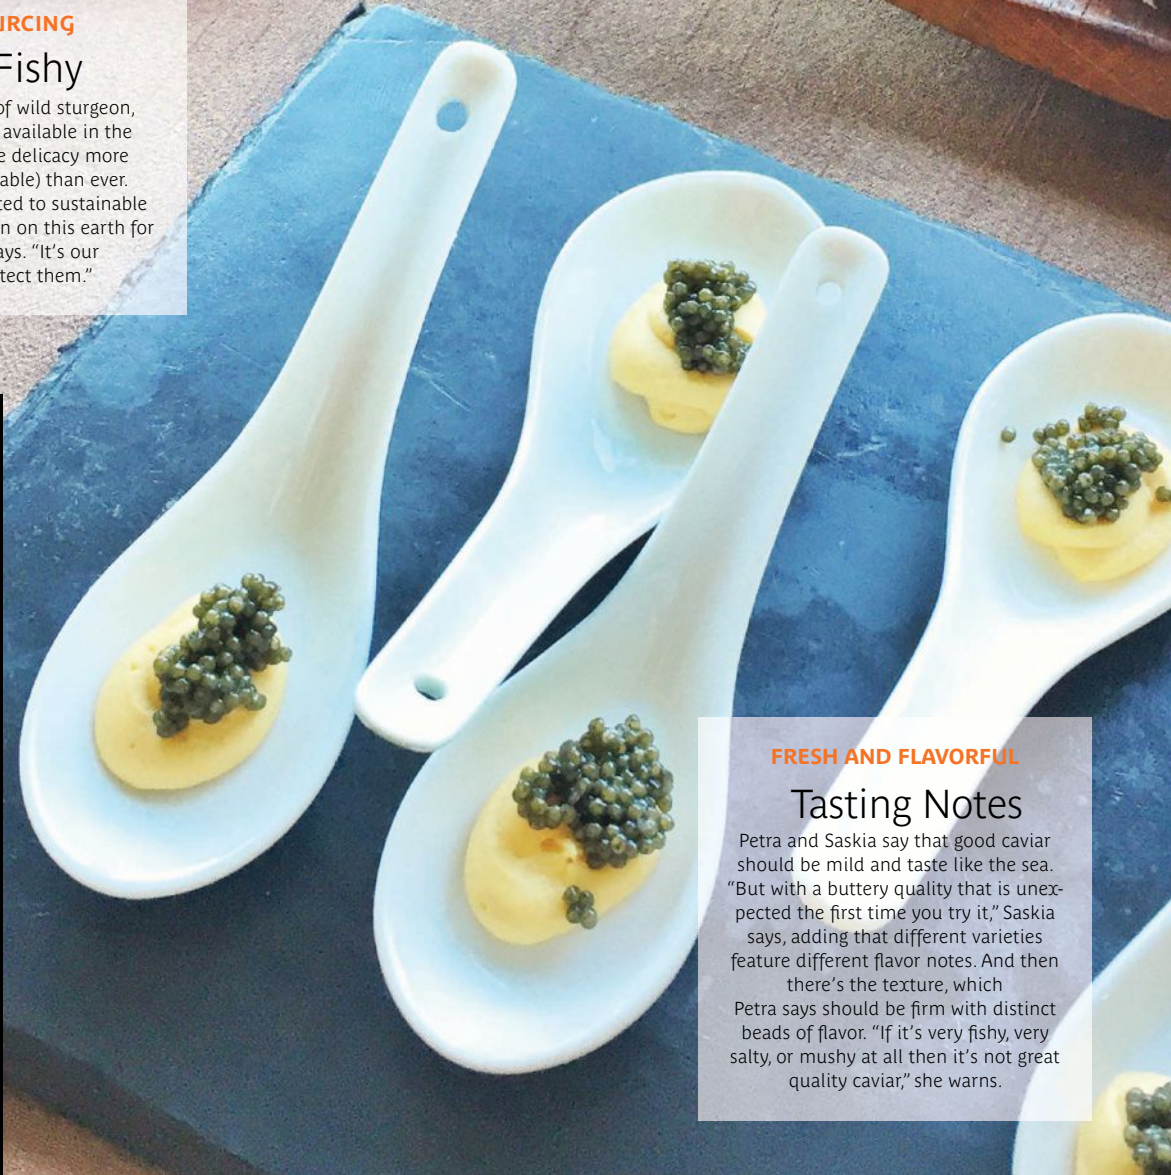 Fishy
of wild sturgeon,
available in the
delicacy more
than ever.
to sustainable
on this earth for
“It’s our
them.”
FRESH AND FLAVORFUL
Tasting Notes
Petra and Saskia say that good caviar
should be mild and taste like the sea.
“But with a buttery quality that is unex-
pected the first time you try it,” Saskia
says, adding that different varieties
feature different flavor notes. And then
there’s the texture, which
Petra says should be firm with distinct
beads of flavor. “If it’s very fishy, very
salty, or mushy at all then it’s not great
quality caviar,” she warns.